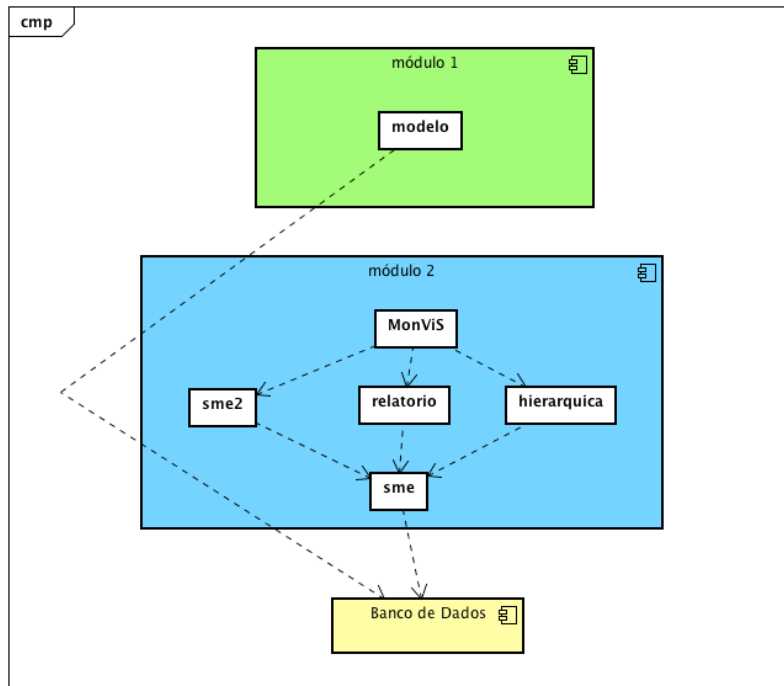 cmp
módulo 1
modelo
módulo 2
MonViS
sme2
relatorio
hierarquica
sme
Banco de Dados